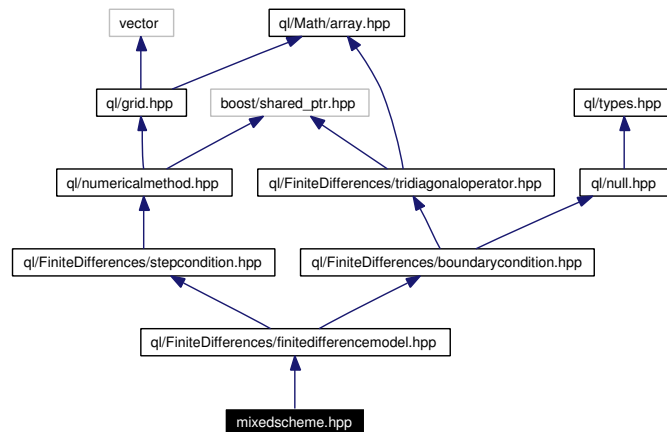 vector
ql/Math/array.hpp
ql/grid.hpp
boost/shared_ptr.hpp
ql/types.hpp
ql/numericalmethod.hpp
ql/FiniteDifferences/tridiagonaloperator.hpp
ql/null.hpp
ql/FiniteDifferences/stepcondition.hpp
ql/FiniteDifferences/boundarycondition.hpp
ql/FiniteDifferences/finitedifferencemodel.hpp
mixedscheme.hpp